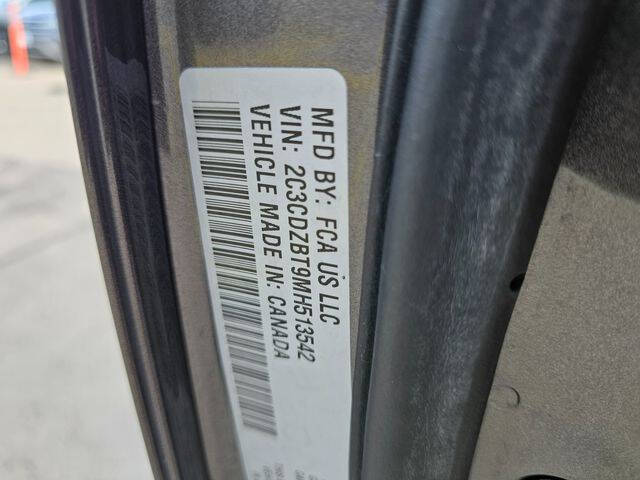 MFD BY: FCA US LLC
VIN: 2C3CDZBT9MH513542
VEHICLE MADE IN: CANADA